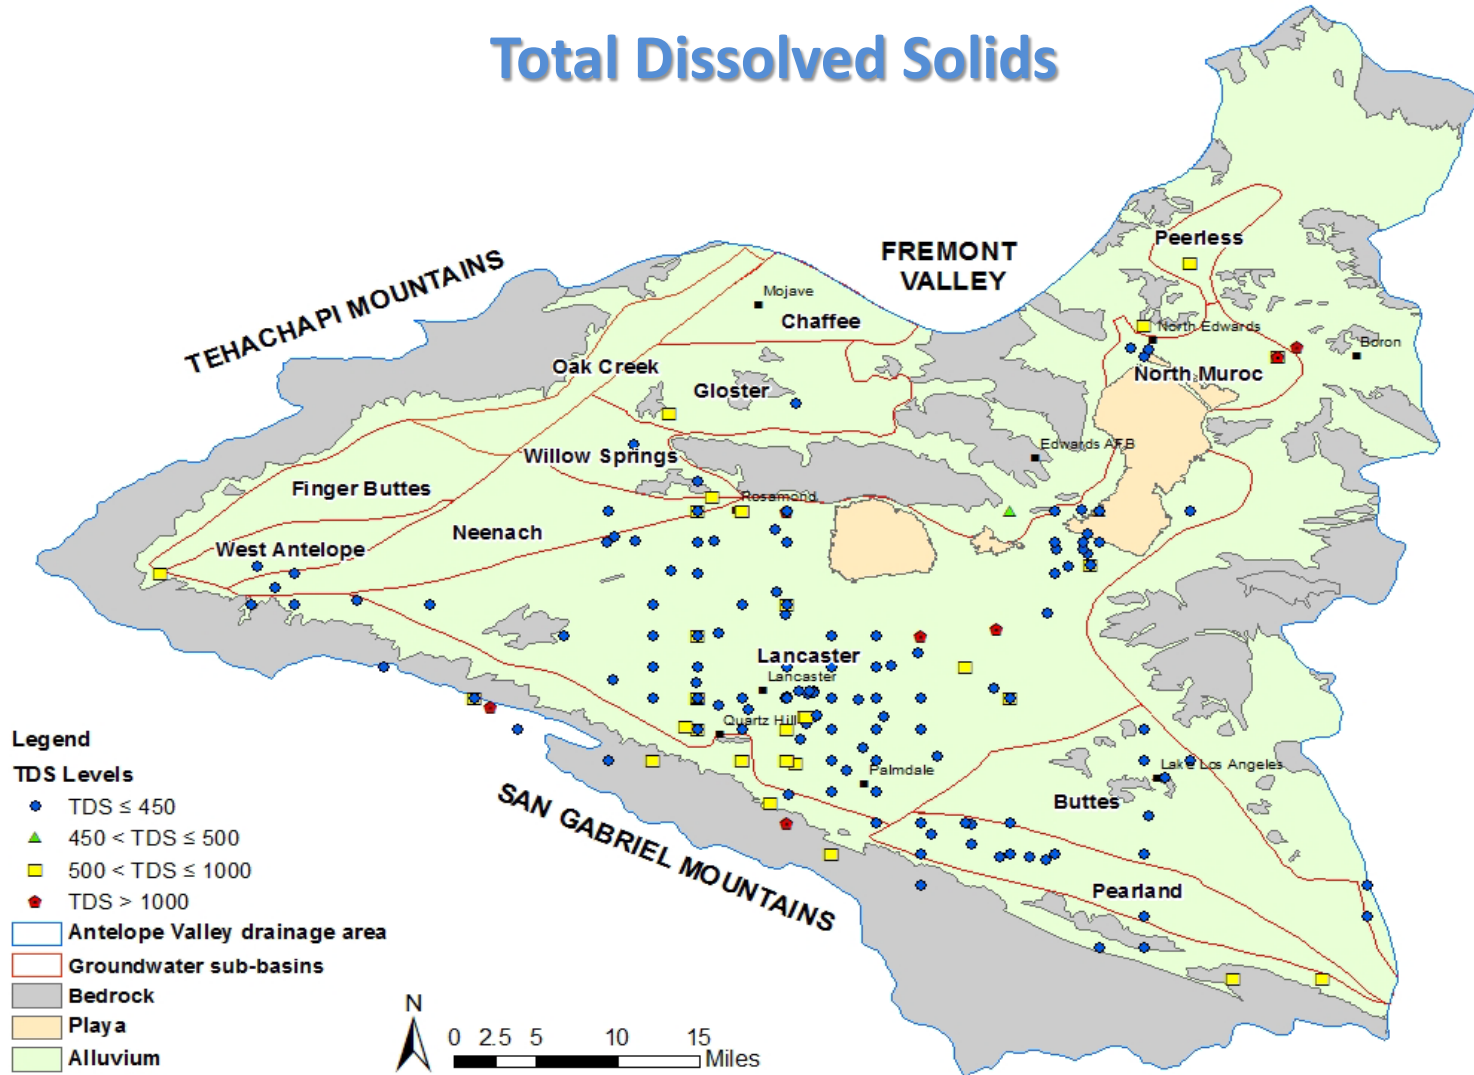 Total Dissolved Solids
TEHACHAPI MOUNTAINS
FREMONT
VALLEY
Peerless
Mojave
Chaffee
North Edwards
Boron
Oak Creek
North Muroc
Gloster
Edwards AFB
Willow Springs
Finger Buttes
Rosamond
Neenach
West Antelope
Lancaster
Lancaster
Quartz Hill
Palmdale
Lake Los Angeles
Buttes
SAN GABRIEL MOUNTAINS
Pearland
Legend
TDS Levels
TDS ≤ 450
450 < TDS ≤ 500
500 < TDS ≤ 1000
TDS > 1000
Antelope Valley drainage area
Groundwater sub-basins
Bedrock
Playa
Alluvium
N
0 2.5 5 10 15
Miles